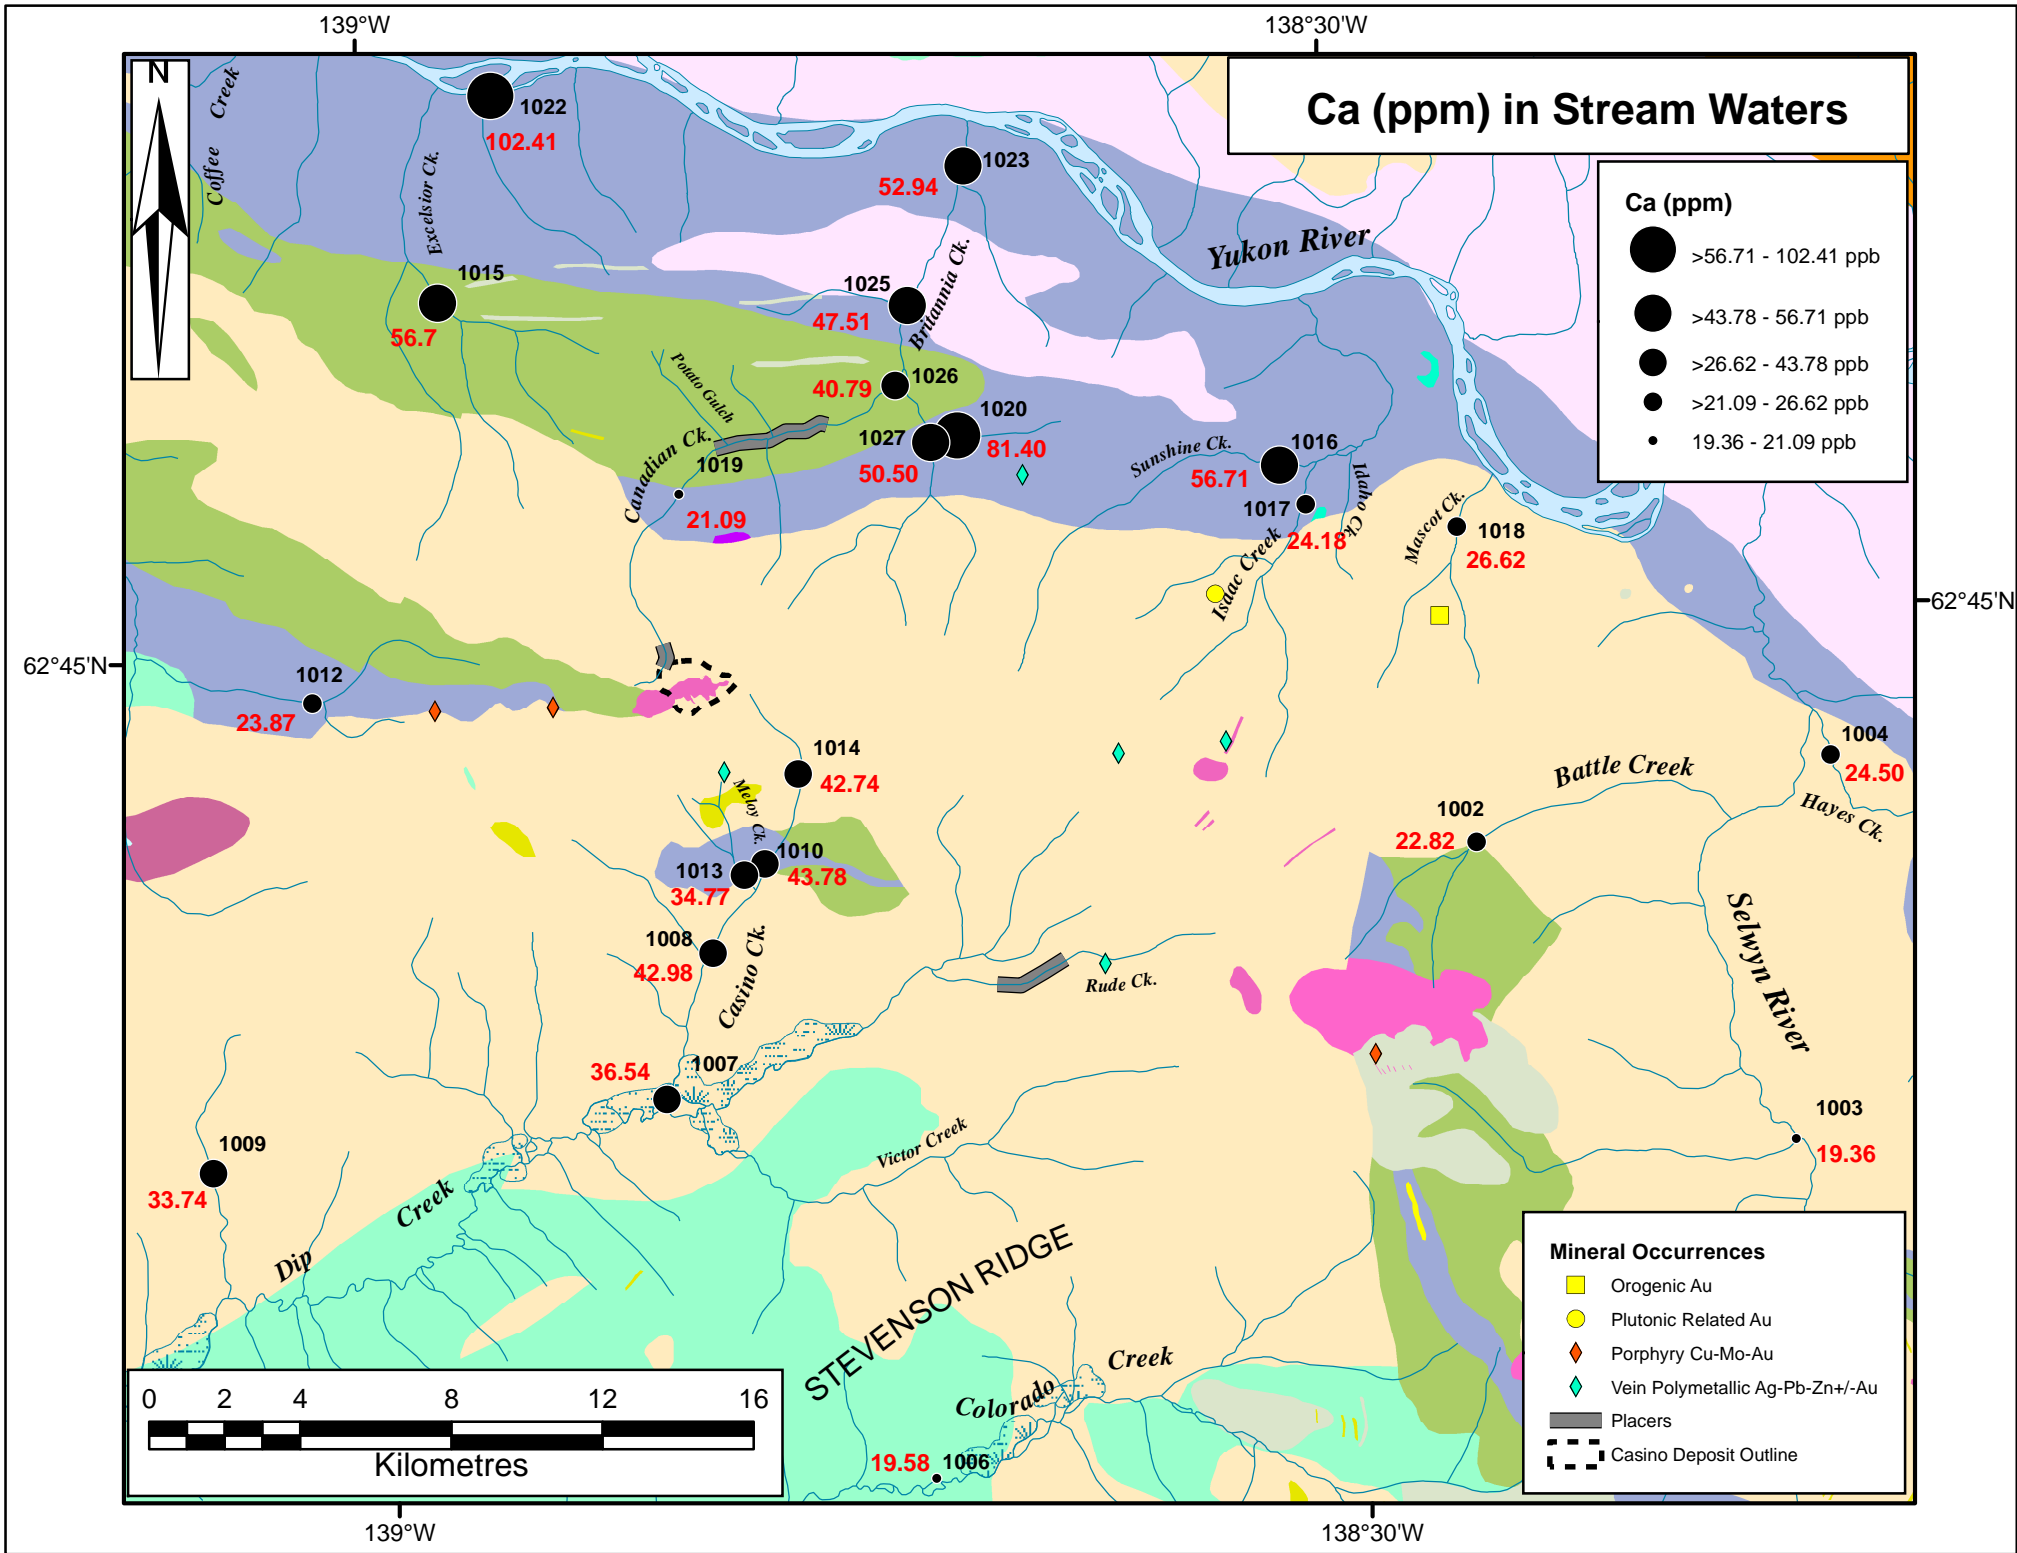 139°W
138°30'W
N
Ca (ppm) in Stream Waters
Coffee Creek
1022
102.41
Excelsior Ck.
1023
52.94
Ca (ppm)
>56.71 - 102.41 ppb
>43.78 - 56.71 ppb
>26.62 - 43.78 ppb
>21.09 - 26.62 ppb
19.36 - 21.09 ppb
Yukon River
1015
56.7
1025
47.51
Britannia Ck.
Potato Gulch
1026
40.79
1020
81.40
1027
50.50
Canadian Ck.
1019
21.09
Sunshine Ck.
1016
56.71
1017
24.18
Idaho Ck.
Isaac Creek
Mascot Ck.
1018
26.62
62°45'N
62°45'N
1012
23.87
1014
42.74
Meloy Ck.
1010
43.78
1013
34.77
1004
24.50
Battle Creek
Hayes Ck.
1002
22.82
Selwyn River
1008
42.98
Casino Ck.
Rude Ck.
1007
36.54
1003
19.36
1009
33.74
Victor Creek
Dip Creek
STEVENSON RIDGE
Colorado Creek
19.58
1006
Mineral Occurrences
Orogenic Au
Plutonic Related Au
Porphyry Cu-Mo-Au
Vein Polymetallic Ag-Pb-Zn+/-Au
Placers
Casino Deposit Outline
0 2 4 8 12 16
Kilometres
139°W
138°30'W